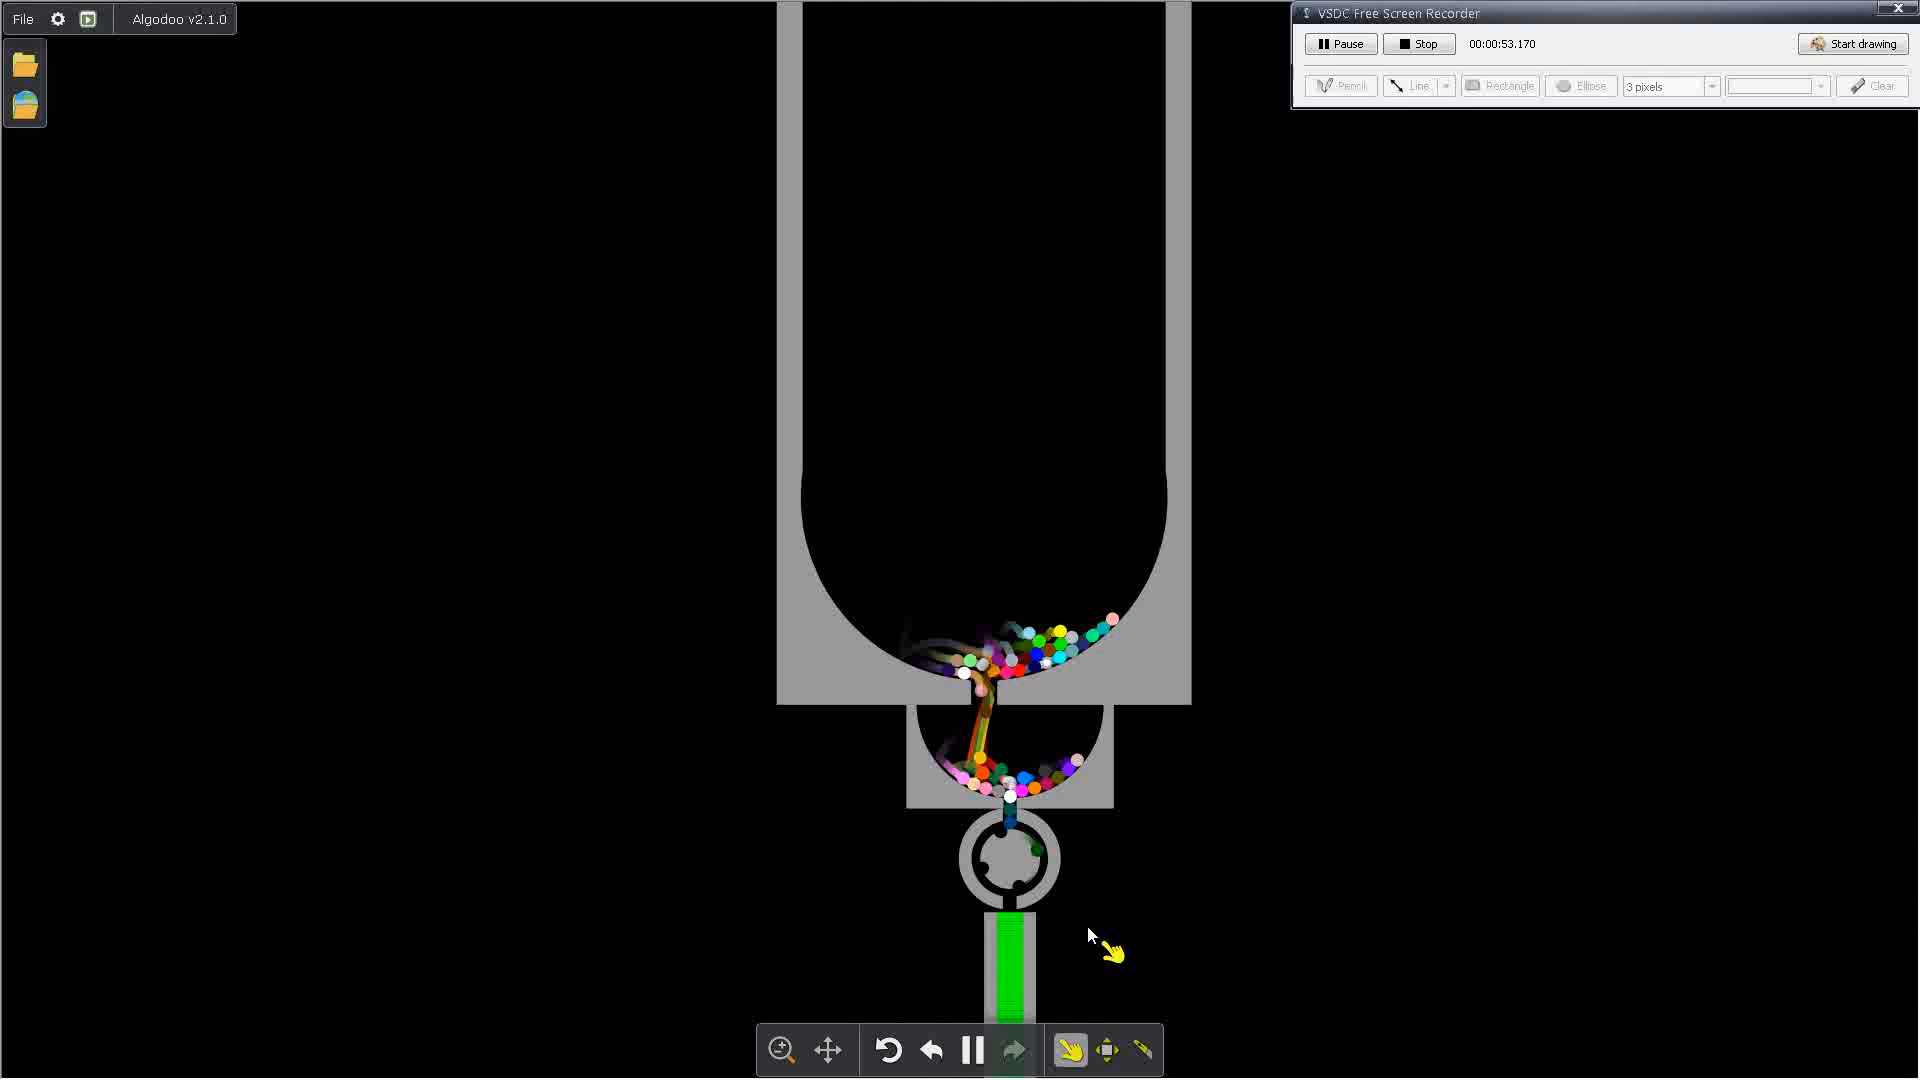 File
Algodoo v2.1.0
VSDC Free Screen Recorder
Pause
Stop
00:00:53.170
Start drawing
Pencil
Line
Rectangle
Ellipse
3 pixels
Clear